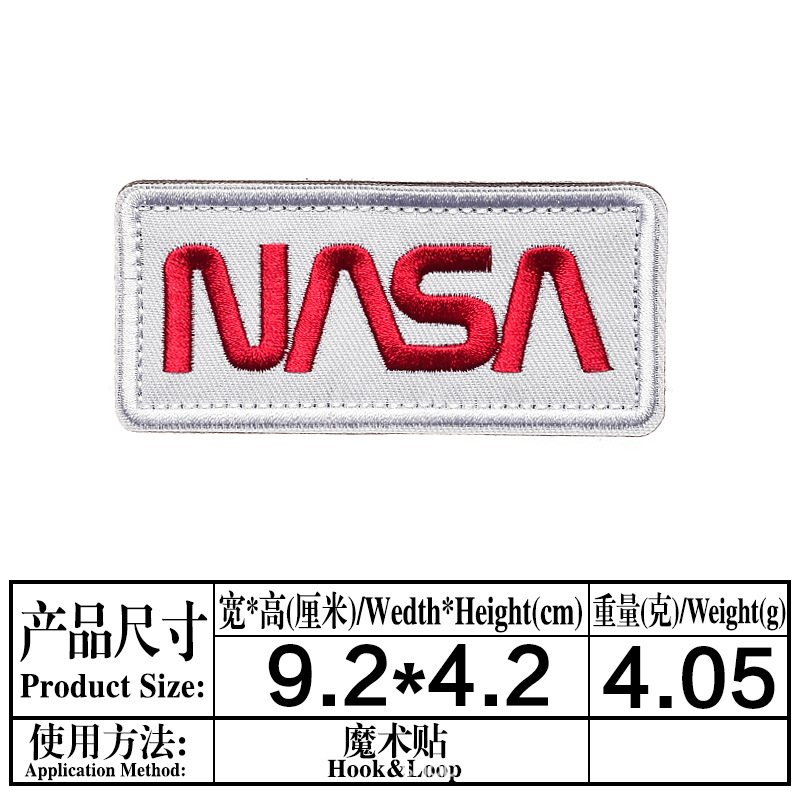 NASA
产品尺寸
Product Size:
宽*高(厘米)/Wedth*Height(cm)
重量(克)/Weight(g)
9.2*4.2
4.05
使用方法:
Application Method:
魔术贴
Hook&Loop